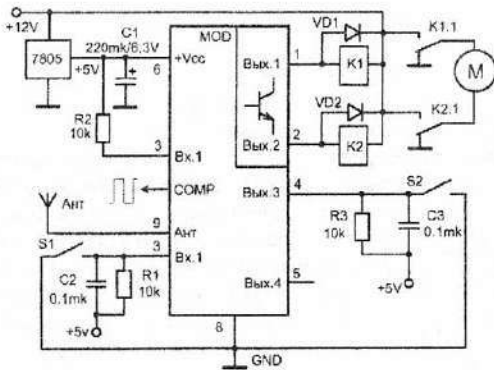 +12V
7805
+5V
C1
220mk/6,3V
6
MOD
+Vcc
Вых.1
1
VD1
K1
K1.1
M
VD2
K2
K2.1
Вых.2
2
R2
10k
3
Вх.1
COMP
Ант
9
Ант
S1
3
Вх.1
C2
0.1mk
R1
10k
+5v
Вых.3
4
S2
R3
10k
C3
0.1mk
+5v
Вых.4
5
8
GND